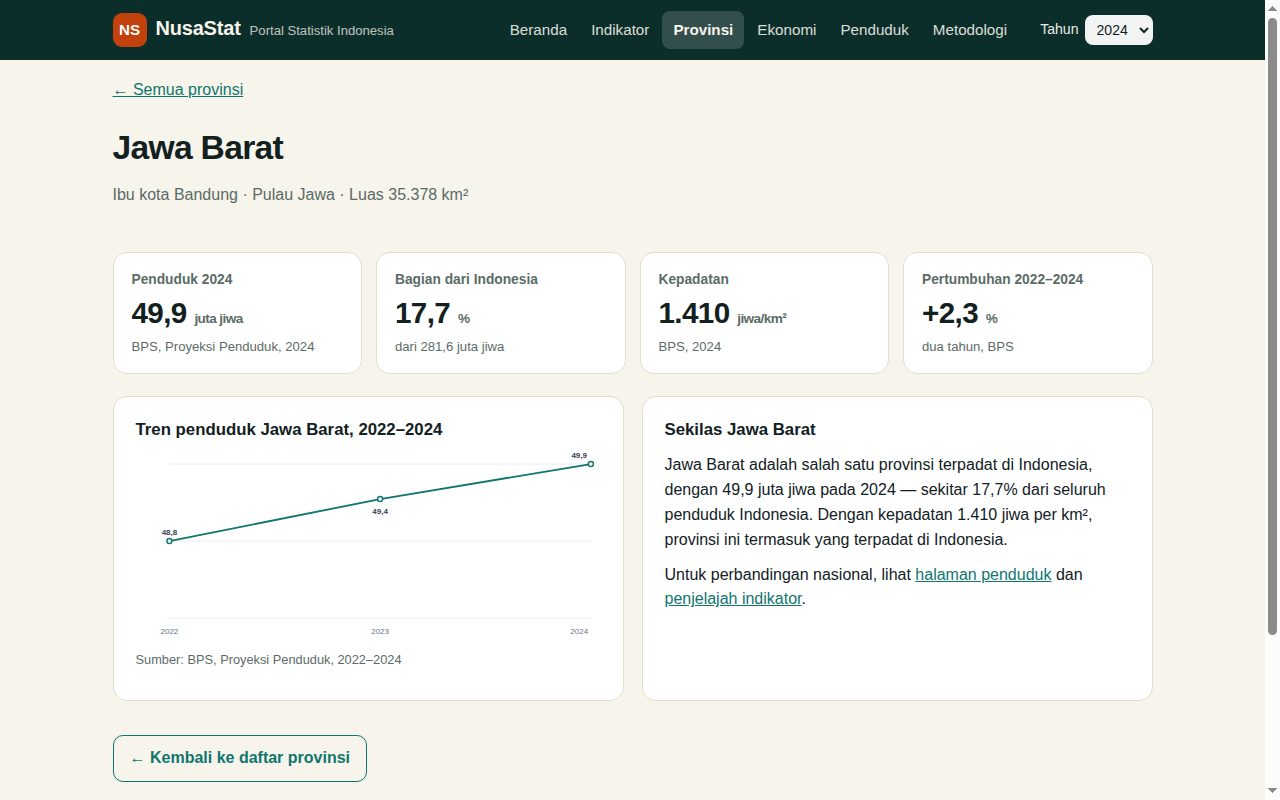 NS NusaStat Portal Statistik Indonesia Beranda Indikator Provinsi Ekonomi Penduduk Metodologi Tahun 2024
← Semua provinsi
Jawa Barat
Ibu kota Bandung · Pulau Jawa · Luas 35.378 km²
Penduduk 2024
49,9 juta jiwa
BPS, Proyeksi Penduduk, 2024
Bagian dari Indonesia
17,7 %
dari 281,6 juta jiwa
Kepadatan
1.410 jiwa/km²
BPS, 2024
Pertumbuhan 2022–2024
+2,3 %
dua tahun, BPS
Tren penduduk Jawa Barat, 2022–2024
49,9
49,4
48,8
2022 2023 2024
Sumber: BPS, Proyeksi Penduduk, 2022–2024
Sekilas Jawa Barat
Jawa Barat adalah salah satu provinsi terpadat di Indonesia,
dengan 49,9 juta jiwa pada 2024 — sekitar 17,7% dari seluruh
penduduk Indonesia. Dengan kepadatan 1.410 jiwa per km²,
provinsi ini termasuk yang terpadat di Indonesia.
Untuk perbandingan nasional, lihat halaman penduduk dan
penjelajah indikator.
← Kembali ke daftar provinsi